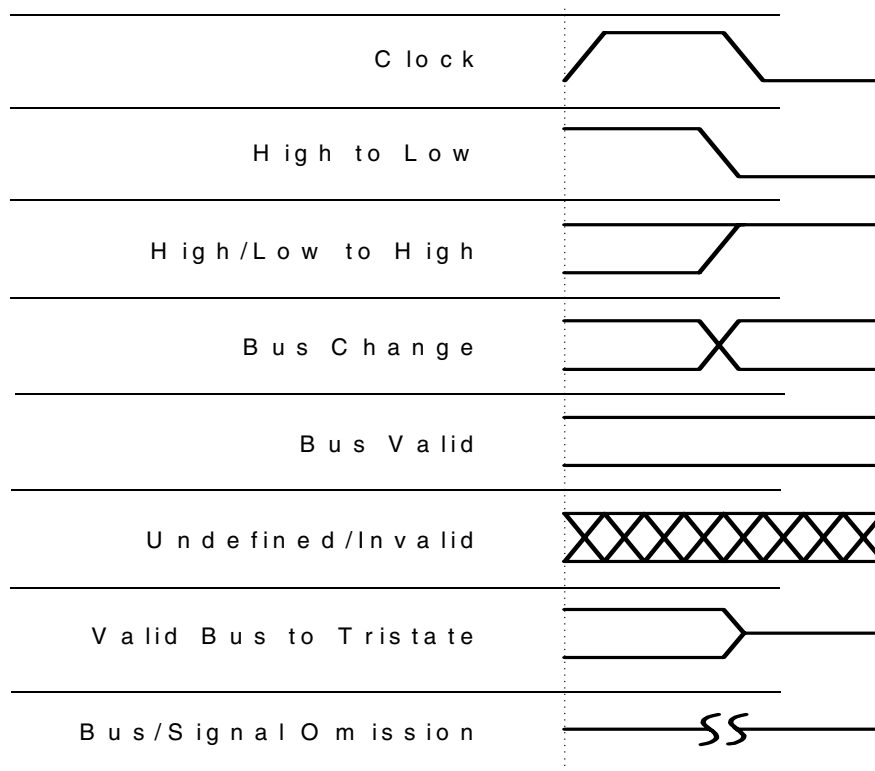 Clock
High to Low
High/Low to High
Bus Change
Bus Valid
Undefined/Invalid
Valid Bus to Tristate
Bus/Signal Omission